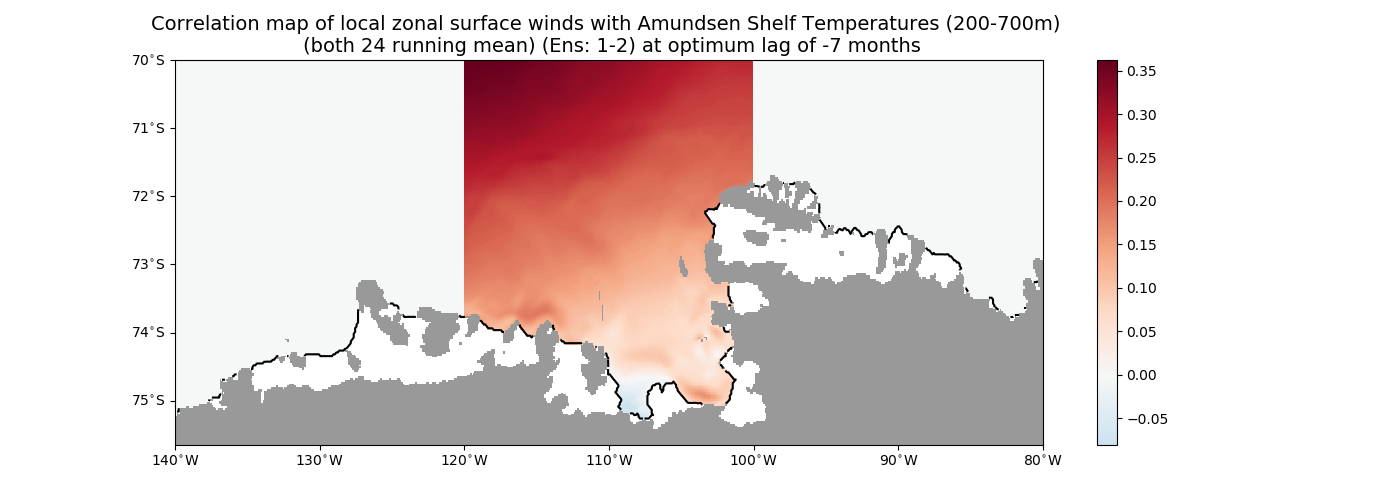 Correlation map of local zonal surface winds with Amundsen Shelf Temperatures (200-700m)
(both 24 running mean) (Ens: 1-2) at optimum lag of -7 months
70°S
71°S
72°S
73°S
74°S
75°S
140°W
130°W
120°W
110°W
100°W
90°W
80°W
0.35
0.30
0.25
0.20
0.15
0.10
0.05
0.00
−0.05